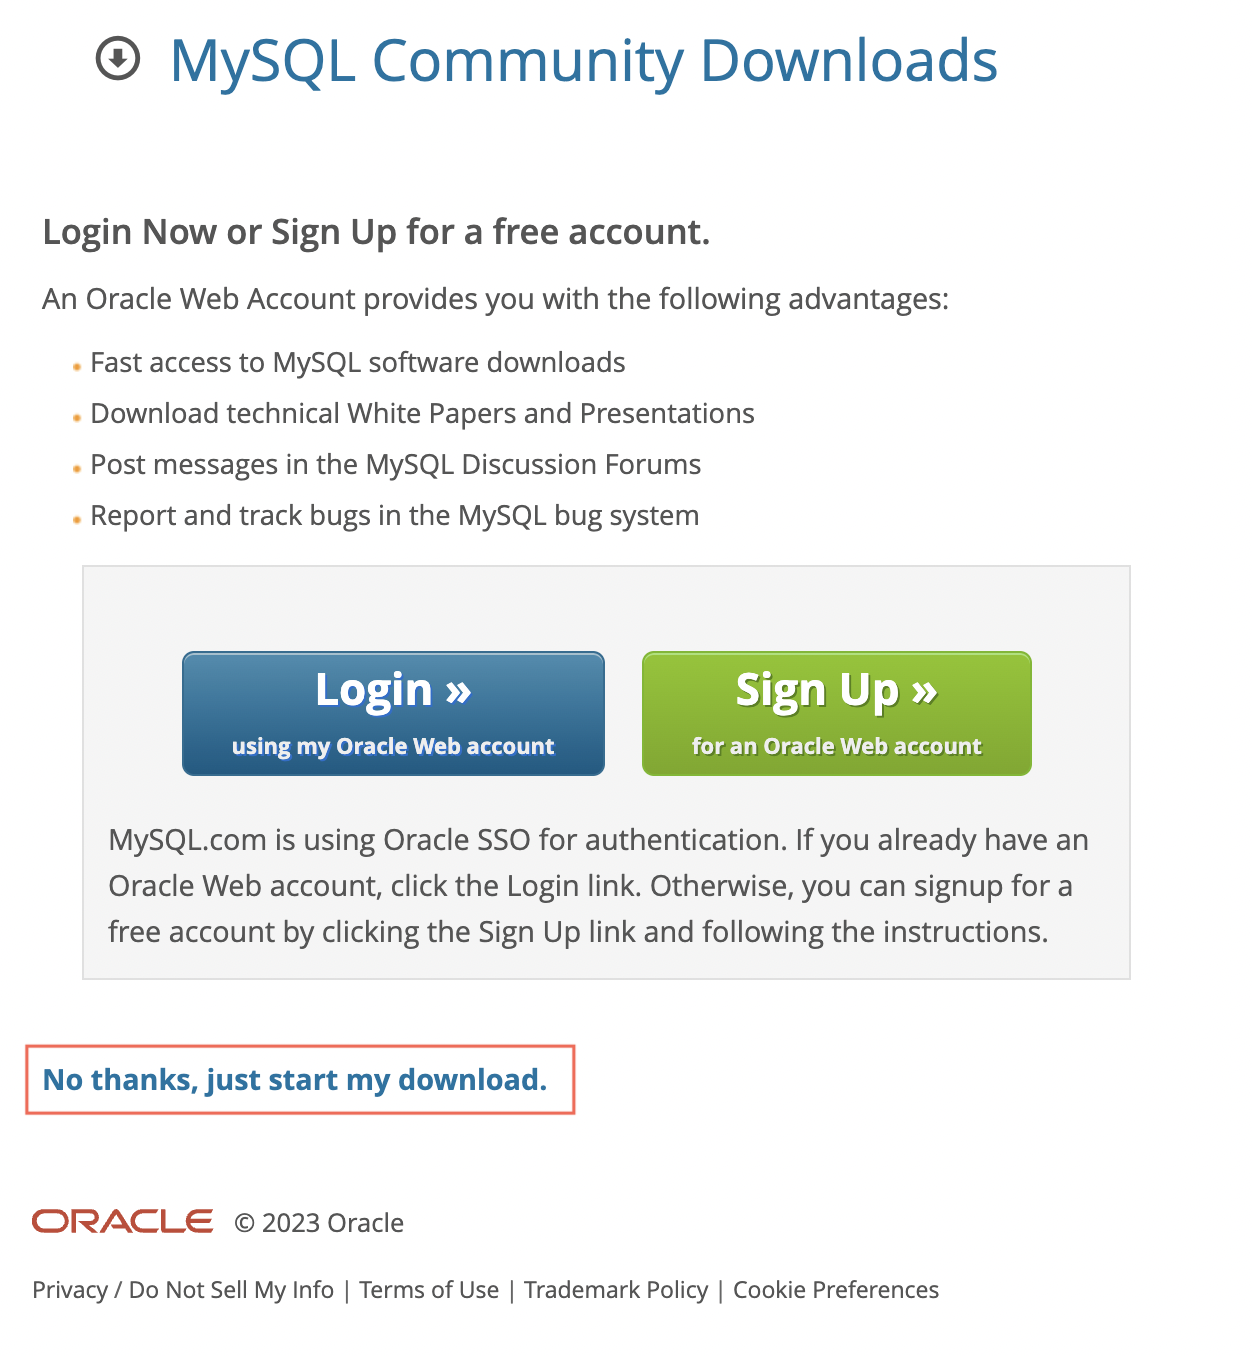 MySQL Community Downloads
Login Now or Sign Up for a free account.
An Oracle Web Account provides you with the following advantages:
Fast access to MySQL software downloads
Download technical White Papers and Presentations
Post messages in the MySQL Discussion Forums
Report and track bugs in the MySQL bug system
Login »
using my Oracle Web account
Sign Up »
for an Oracle Web account
MySQL.com is using Oracle SSO for authentication. If you already have an
Oracle Web account, click the Login link. Otherwise, you can signup for a
free account by clicking the Sign Up link and following the instructions.
No thanks, just start my download.
ORACLE © 2023 Oracle
Privacy / Do Not Sell My Info | Terms of Use | Trademark Policy | Cookie Preferences